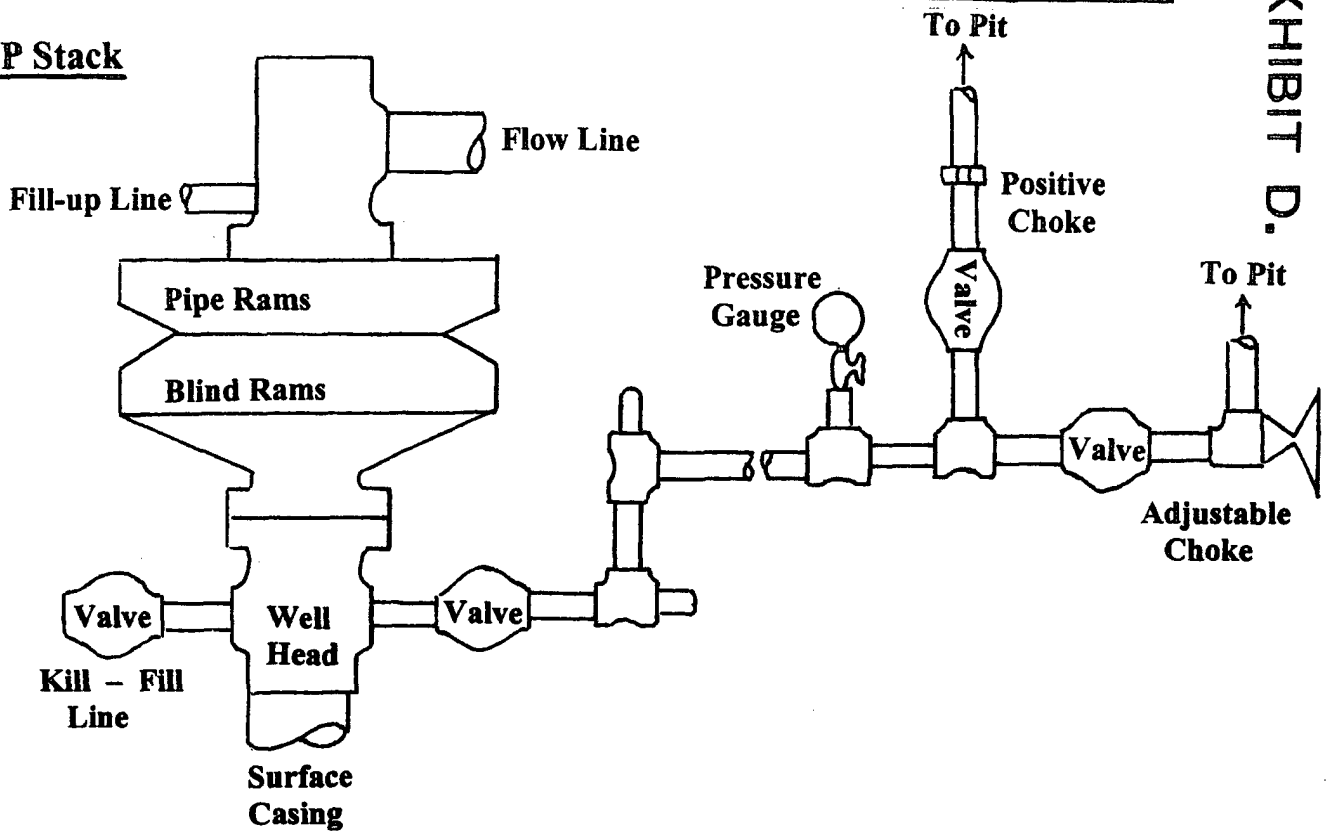 P Stack
To Pit
KHIBIT D.
Flow Line
Fill-up Line
Positive
Choke
Pipe Rams
Pressure
Gauge
Valve
To Pit
Blind Rams
Valve
Adjustable
Choke
Valve
Well
Head
Valve
Kill – Fill
Line
Surface
Casing